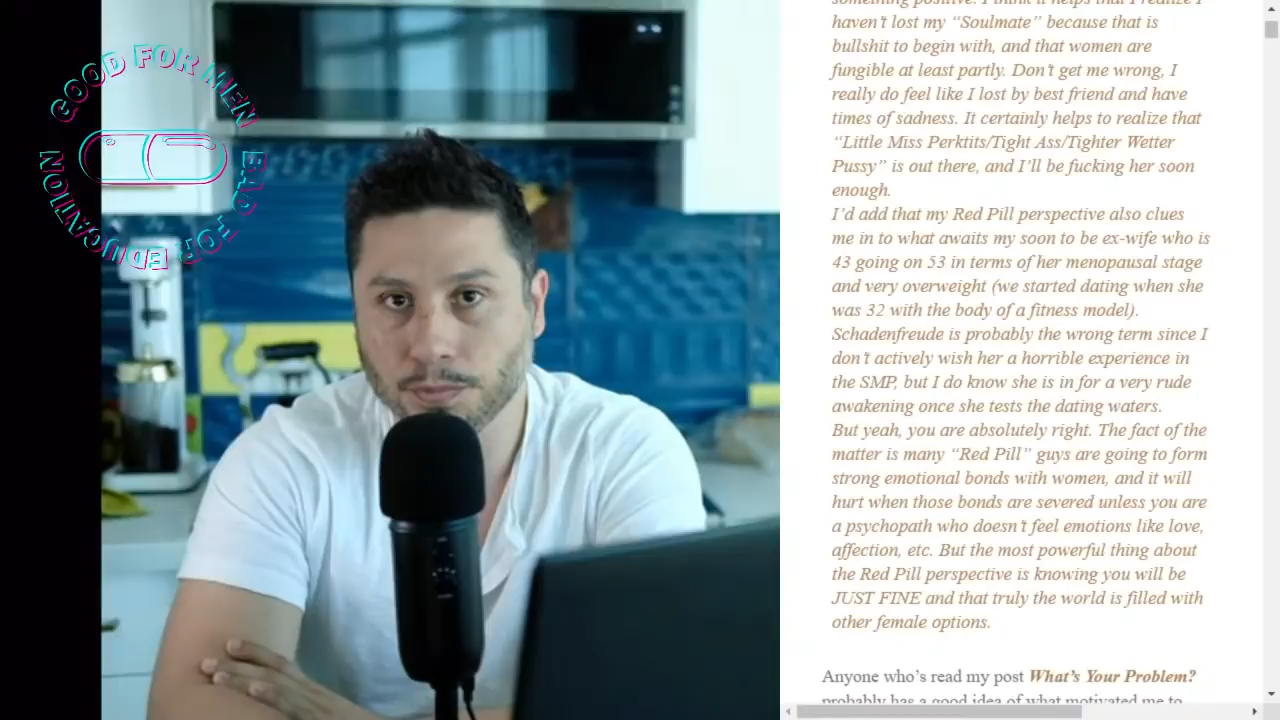 GOOD FOR MEN
FOR EDUCATION
haven't lost my “Soulmate” because that is
bullshit to begin with, and that women are
fungible at least partly. Don't get me wrong, I
really do feel like I lost by best friend and have
times of sadness. It certainly helps to realize that
“Little Miss Perktits/Tight Ass/Tighter Wetter
Pussy” is out there, and I'll be fucking her soon
enough.
I'd add that my Red Pill perspective also clues
me in to what awaits my soon to be ex-wife who is
43 going on 53 in terms of her menopausal stage
and very overweight (we started dating when she
was 32 with the body of a fitness model).
Schadenfreude is probably the wrong term since I
don't actively wish her a horrible experience in
the SMP, but I do know she is in for a very rude
awakening once she tests the dating waters.
But yeah, you are absolutely right. The fact of the
matter is many “Red Pill” guys are going to form
strong emotional bonds with women, and it will
hurt when those bonds are severed unless you are
a psychopath who doesn't feel emotions like love,
affection, etc. But the most powerful thing about
the Red Pill perspective is knowing you will be
JUST FINE and that truly the world is filled with
other female options.
Anyone who's read my post What's Your Problem?
probably has a good idea of what motivated me to